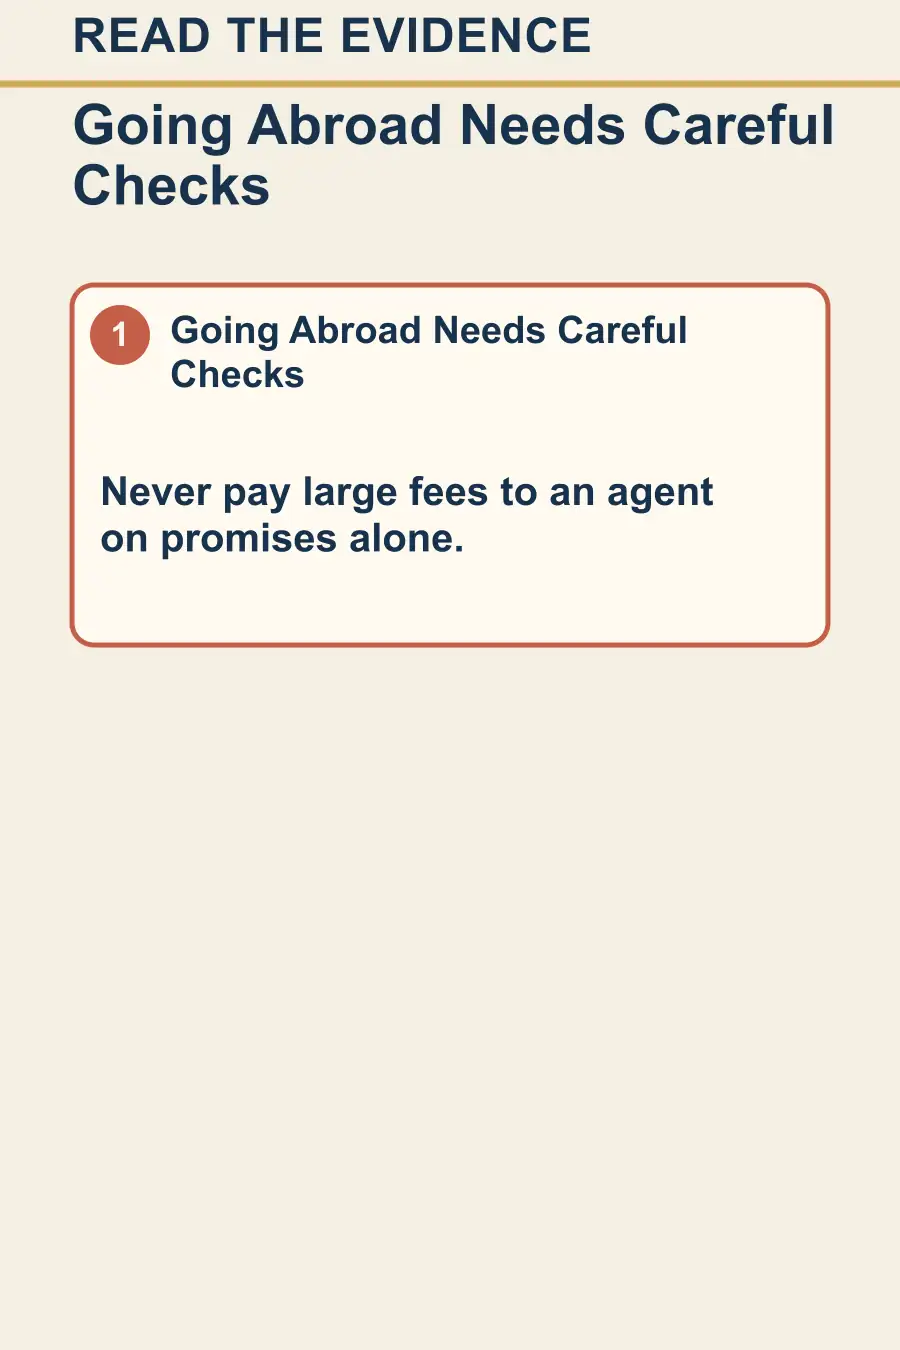 READ THE EVIDENCE
Going Abroad Needs Careful
Checks
1
Going Abroad Needs Careful
Checks
Never pay large fees to an agent
on promises alone.